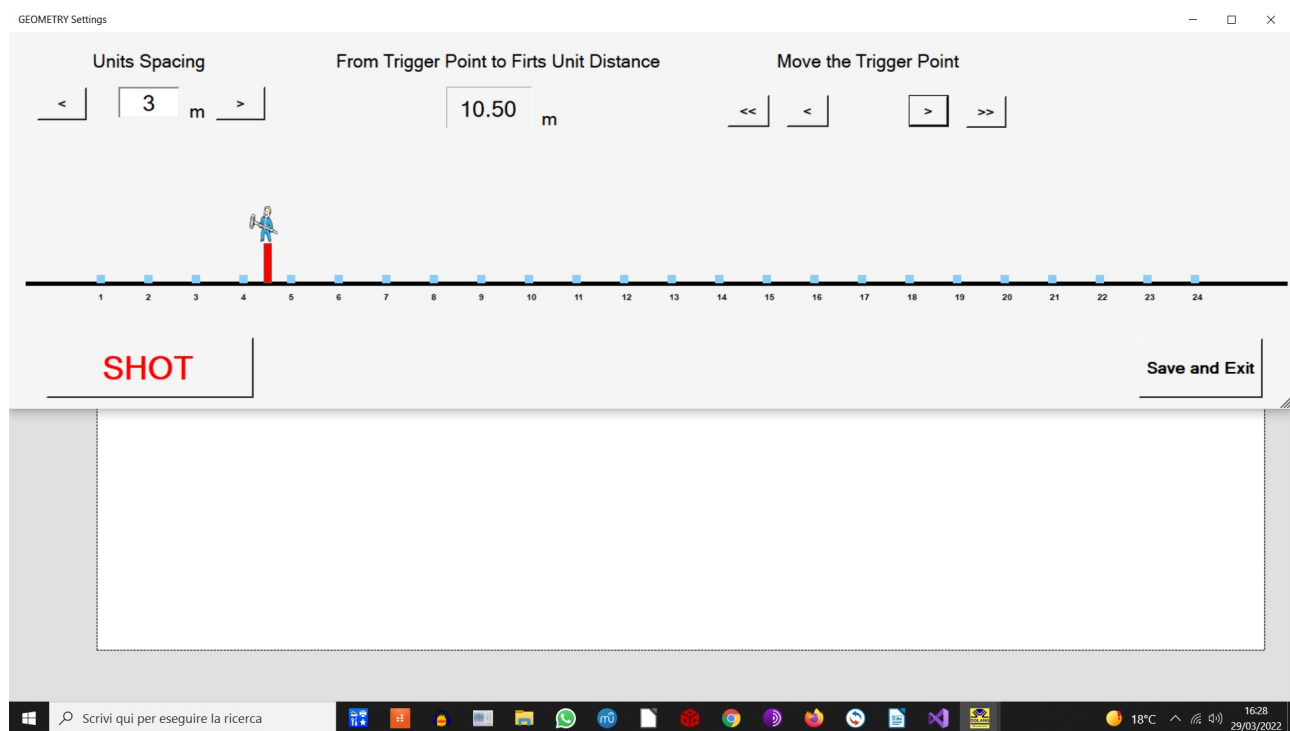 GEOMETRY Settings
Units Spacing
From Trigger Point to Firts Unit Distance
Move the Trigger Point
< 3 m >
10.50 m
<< < > >>
1 2 3 4 5 6 7 8 9 10 11 12 13 14 15 16 17 18 19 20 21 22 23 24
SHOT
Save and Exit
Scrivi qui per eseguire la ricerca
mû
18°C
16:28
29/03/2022